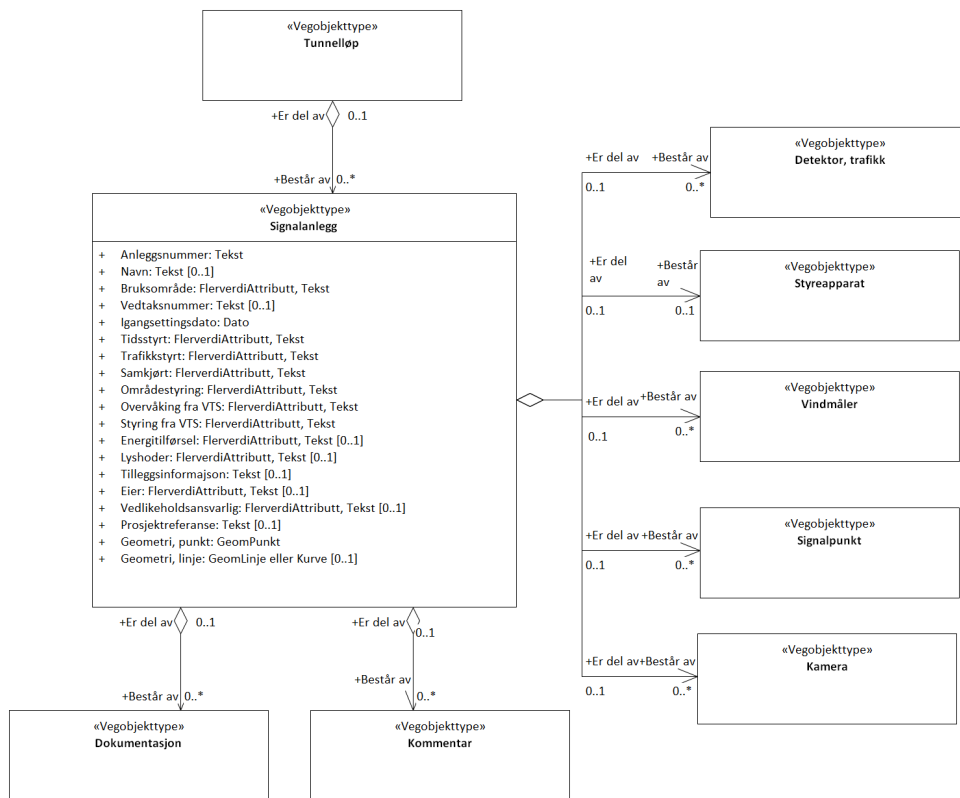 «Vegobjekttype»
Tunnelløp
+Er del av 0..1
+Består av 0..*
«Vegobjekttype»
Signalanlegg
+ Anleggsnummer: Tekst
+ Navn: Tekst [0..1]
+ Bruksområde: FlerverdiAttributt, Tekst
+ Vedtaksnummer: Tekst [0..1]
+ Igangsettingsdato: Dato
+ Tidsstyrt: FlerverdiAttributt, Tekst
+ Trafikkstyrt: FlerverdiAttributt, Tekst
+ Samkjørt: FlerverdiAttributt, Tekst
+ Områdestyring: FlerverdiAttributt, Tekst
+ Overvåking fra VTS: FlerverdiAttributt, Tekst
+ Styring fra VTS: FlerverdiAttributt, Tekst
+ Energitilførsel: FlerverdiAttributt, Tekst [0..1]
+ Lyshoder: FlerverdiAttributt, Tekst [0..1]
+ Tilleggsinformajson: Tekst [0..1]
+ Eier: FlerverdiAttributt, Tekst [0..1]
+ Vedlikeholdsansvarlig: FlerverdiAttributt, Tekst [0..1]
+ Prosjektreferanse: Tekst [0..1]
+ Geometri, punkt: GeomPunkt
+ Geometri, linje: GeomLinje eller Kurve [0..1]
+Er del av +Består av
0..1 0..*
«Vegobjekttype»
Detektor, trafikk
+Er del
av
+Består
av
0..1 0..1
«Vegobjekttype»
Styreapparat
+Er del av +Består av
0..1 0..*
«Vegobjekttype»
Vindmåler
+Er del av +Består av
0..1 0..*
«Vegobjekttype»
Signalpunkt
+Er del av +Består av
0..1 0..*
«Vegobjekttype»
Kamera
+Er del av 0..1
+Består av 0..*
«Vegobjekttype»
Dokumentasjon
+Er del av 0..1
+Består av
0..*
«Vegobjekttype»
Kommentar